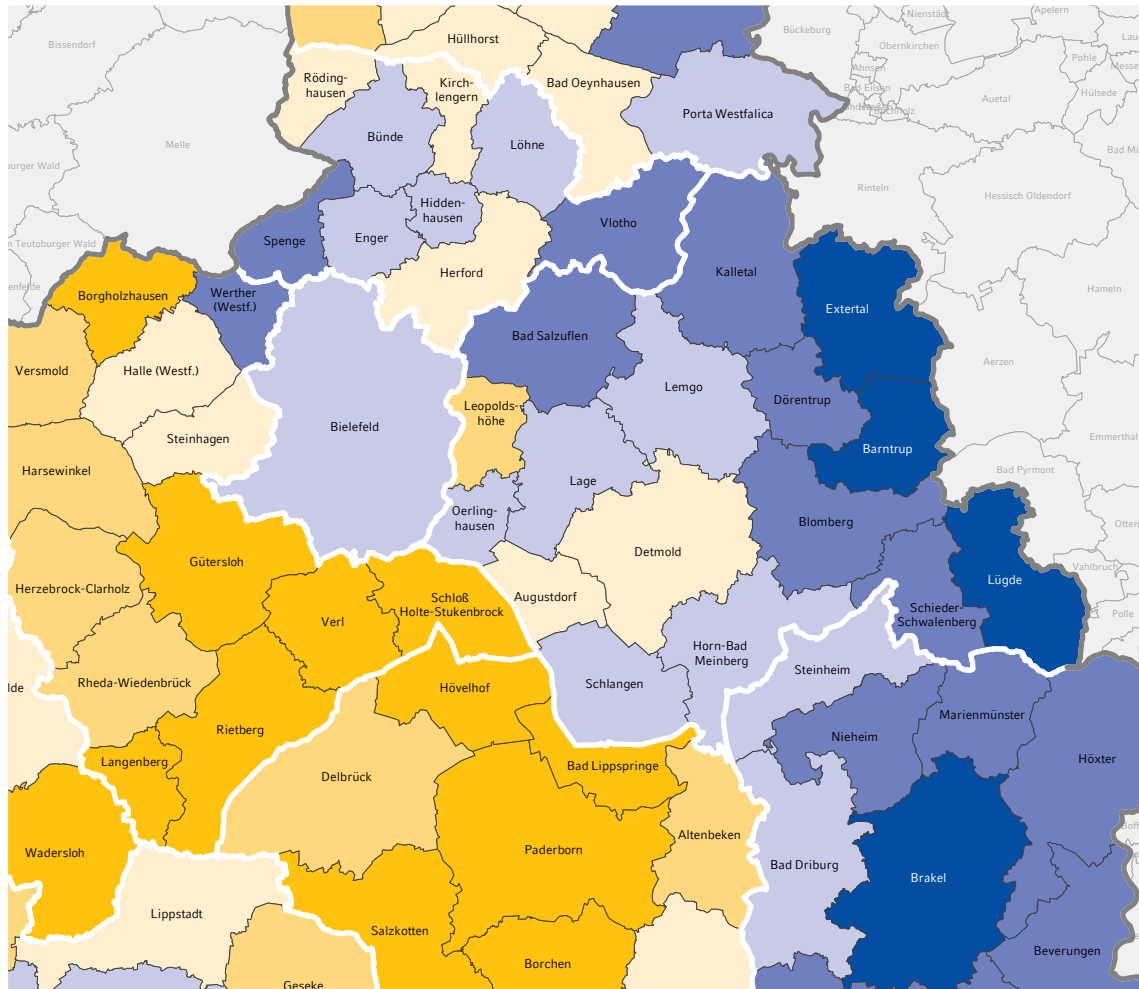 Bissendorf
Hüllhorst
Bückeburg
Nienstädt
Apelern
Obernkirchen
Pohle
Ahnsen
Bad Eilsen
Buchholz
Auetal
Hülsede
Röding-
hausen
Kirch-
lengern
Bad Oeynhausen
Porta Westfalica
Melle
Bünde
Löhne
Rinteln
Hessisch Oldendorf
Hidden-
hausen
Enger
Spenge
Vlotho
Herford
Kalletal
Hameln
Borgholzhausen
Werther
(Westf.)
Bad Salzuflen
Extertal
Aerzen
Versmold
Halle (Westf.)
Lemgo
Dörentrup
Leopolds-
höhe
Steinhagen
Bielefeld
Barntrup
Emmerthal
Harsewinkel
Lage
Bad Pyrmont
Oerling-
hausen
Blomberg
Detmold
Gütersloh
Herzebrock-Clarholz
Vahlbruch
Lügde
Schloß
Holte-Stukenbrock
Augustdorf
Verl
Schieder-
Schwalenberg
Polle
Horn-Bad
Meinberg
Steinheim
Rheda-Wiedenbrück
Hövelhof
Schlangen
Rietberg
Marienmünster
Nieheim
Höxter
Langenberg
Delbrück
Bad Lippspringe
Altenbeken
Wadersloh
Paderborn
Bad Driburg
Brakel
Lippstadt
Salzkotten
Borchen
Beverungen
Geseke